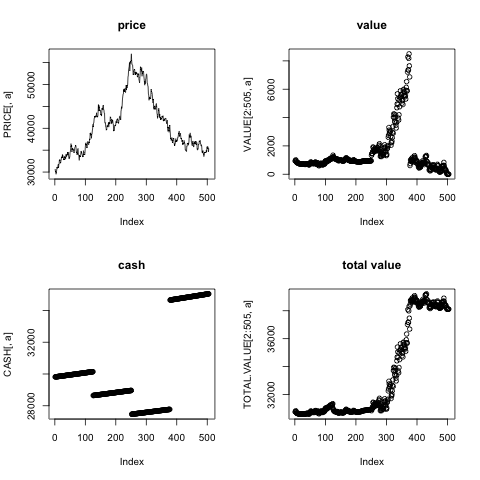 price
PRICE[, a]
30000 40000 50000
0 100 200 300 400 500
Index
value
VALUE[2:505, a]
0 2000 6000
0 100 200 300 400 500
Index
cash
CASH[, a]
28000 32000
0 100 200 300 400 500
Index
total value
TOTAL.VALUE[2:505, a]
32000 36000
0 100 200 300 400 500
Index